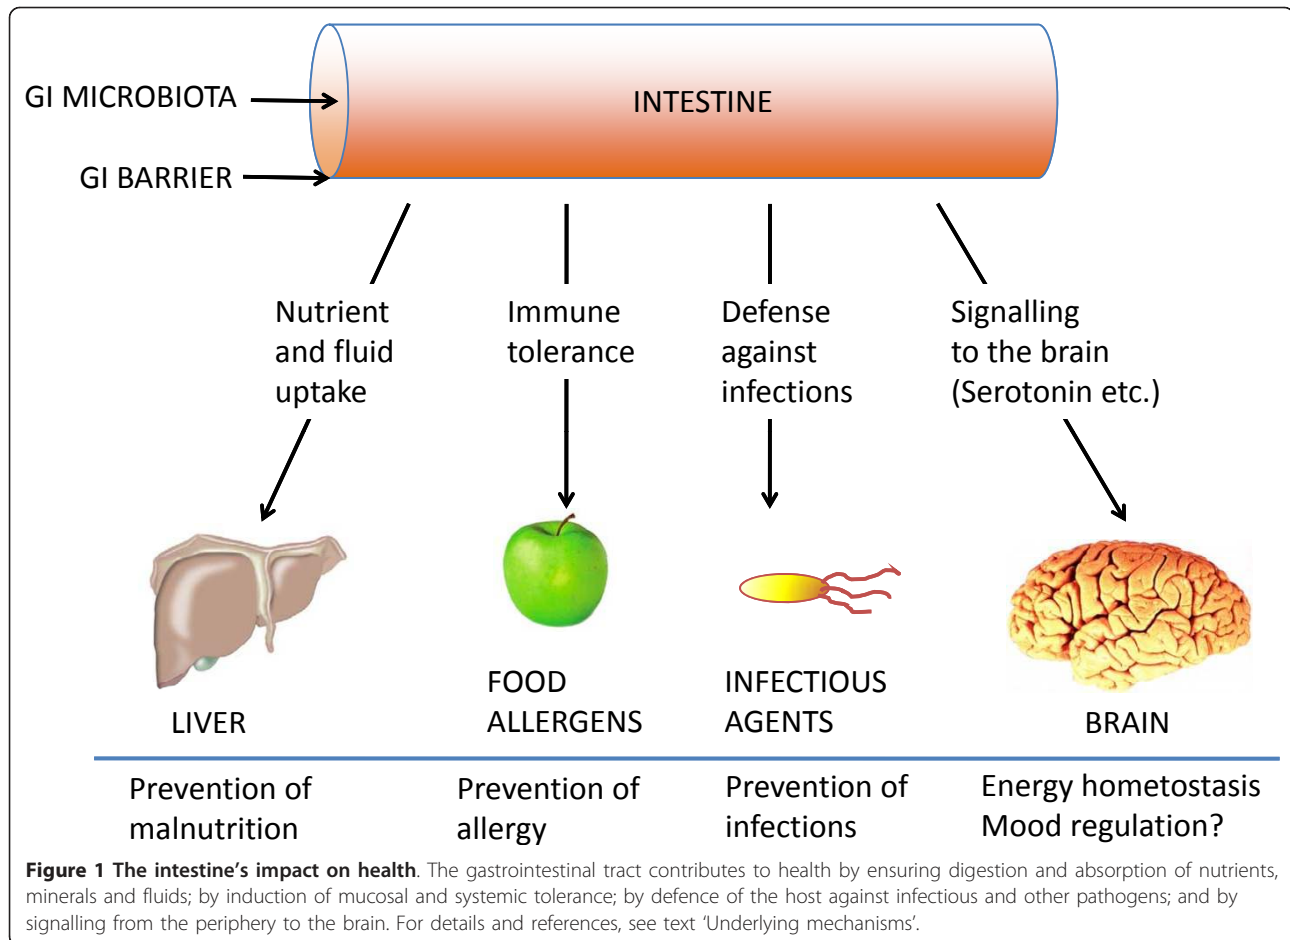 GI MICROBIOTA
INTESTINE
GI BARRIER
Nutrient
and fluid
uptake
Immune
tolerance
Defense
against
infections
Signalling
to the brain
(Serotonin etc.)
LIVER
FOOD
ALLERGENS
INFECTIOUS
AGENTS
BRAIN
Prevention of
malnutrition
Prevention of
allergy
Prevention of
infections
Energy hometostasis
Mood regulation?
Figure 1 The intestine's impact on health. The gastrointestinal tract contributes to health by ensuring digestion and absorption of nutrients,
minerals and fluids; by induction of mucosal and systemic tolerance; by defence of the host against infectious and other pathogens; and by
signalling from the periphery to the brain. For details and references, see text 'Underlying mechanisms'.